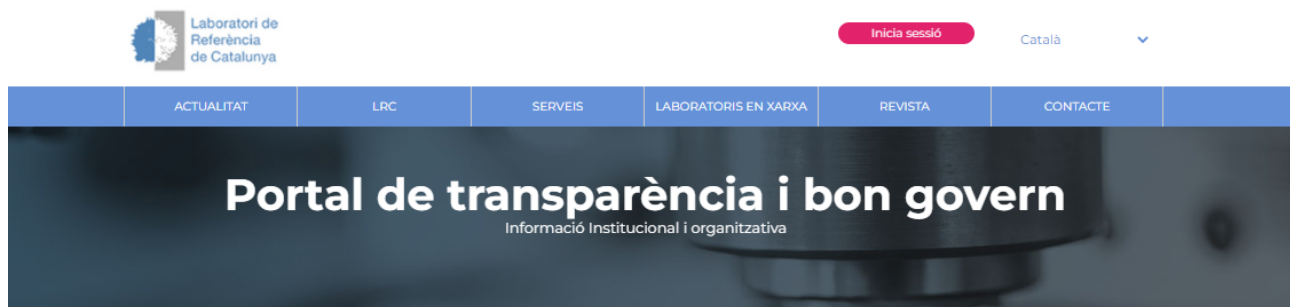 Laboratori de
Referència
de Catalunya
Inicia sessió
Català
ACTUALITAT
LRC
SERVEIS
LABORATORIS EN XARXA
REVISTA
CONTACTE
Portal de transparència i bon govern
Informació Institucional i organitzativa